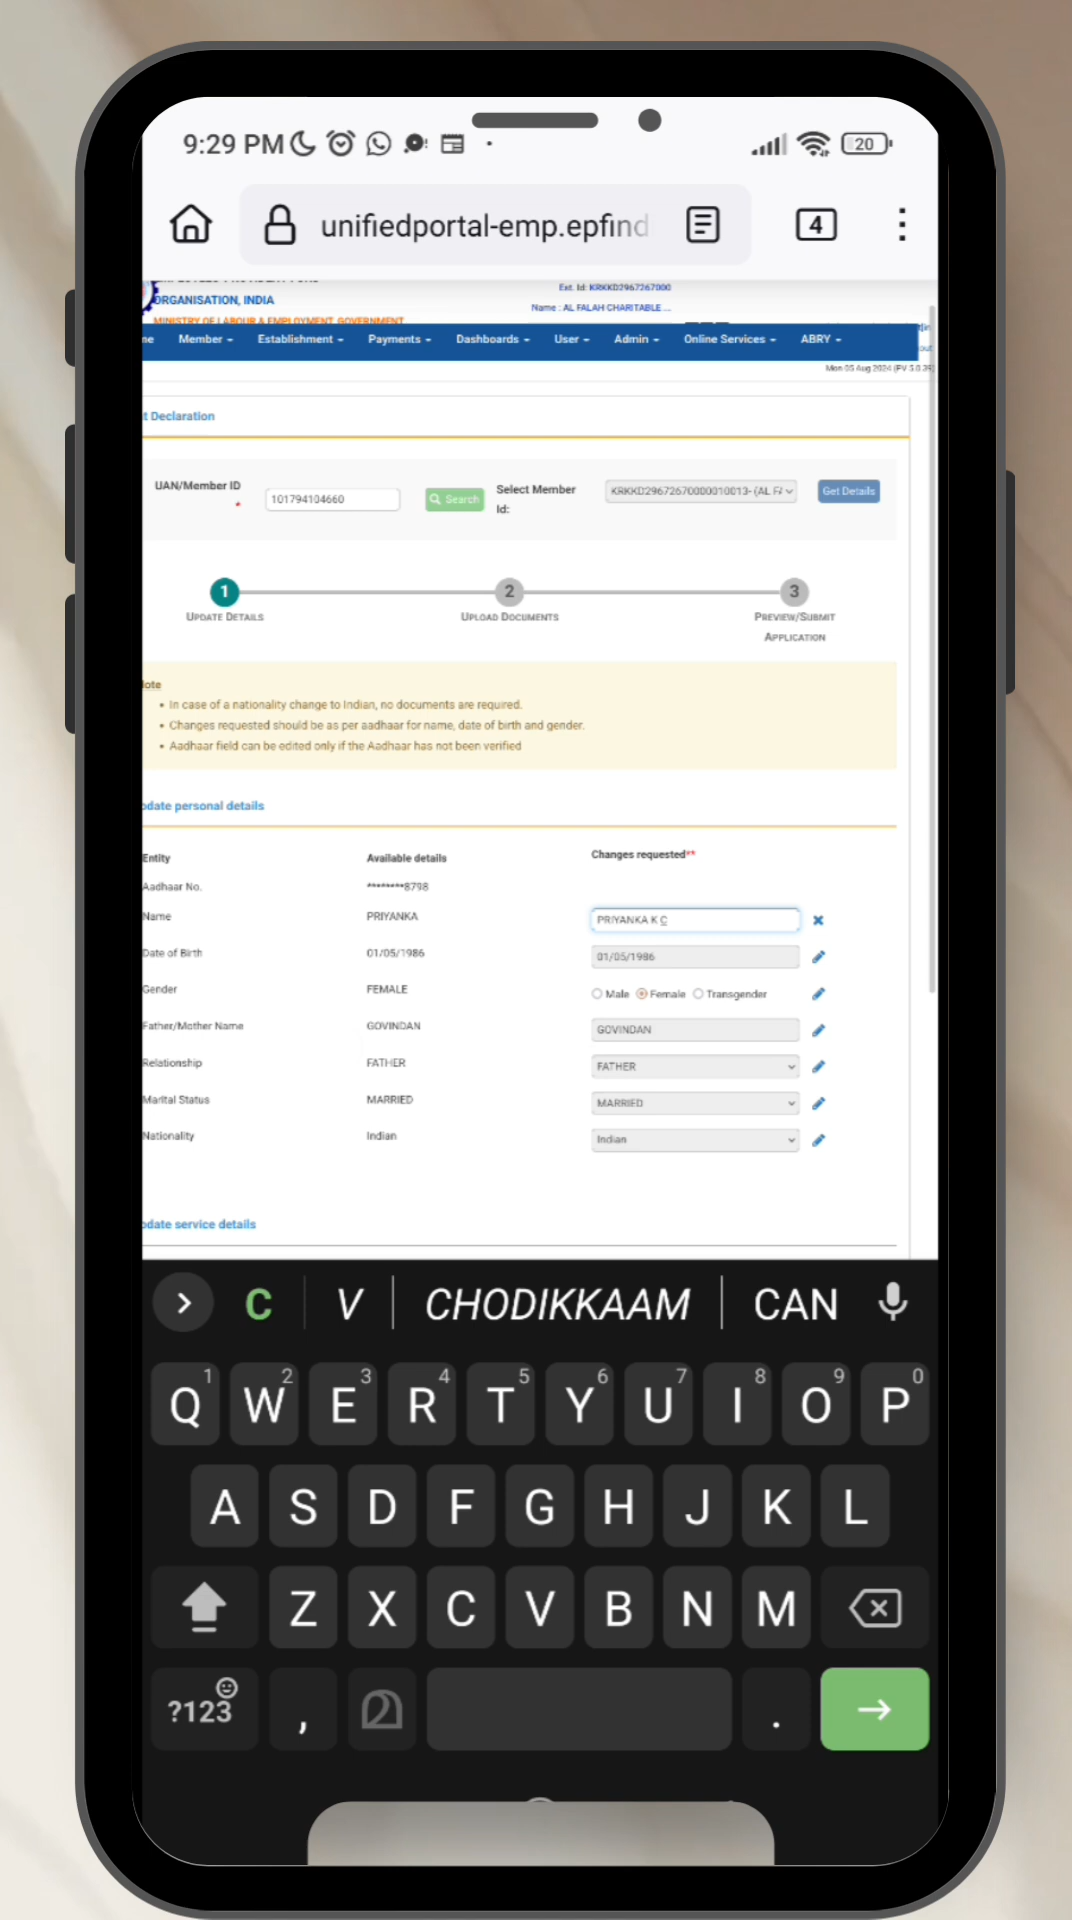 9:29 PM
20
unifiedportal-emp.epfind
4
ORGANISATION, INDIA
MINISTRY OF LABOUR & EMPLOYMENT, GOVERNMENT
Est. Id: KRKKD2967267000
Name : AL FALAH CHARITABLE ...
me Member Establishment Payments Dashboards User Admin Online Services ABRY
out
Mon 05 Aug 2024 (PV 5.0.39)
t Declaration
UAN/Member ID
*
101794104660
Search
Select Member
Id:
KRKKD29672670000010013- (AL FA
Get Details
1 2 3
UPDATE DETAILS UPLOAD DOCUMENTS PREVIEW/SUBMIT
APPLICATION
lote
• In case of a nationality change to Indian, no documents are required.
• Changes requested should be as per aadhaar for name, date of birth and gender.
• Aadhaar field can be edited only if the Aadhaar has not been verified
pdate personal details
Entity Available details Changes requested**
Aadhaar No. ********8798
Name PRIYANKA PRIYANKA K C
Date of Birth 01/05/1986 01/05/1986
Gender FEMALE Male Female Transgender
Father/Mother Name GOVINDAN GOVINDAN
Relationship FATHER FATHER
Marital Status MARRIED MARRIED
Nationality Indian Indian
pdate service details
C V CHODIKKAAM CAN
1 2 3 4 5 6 7 8 9 0
Q W E R T Y U I O P
A S D F G H J K L
Z X C V B N M
?123 , മ .